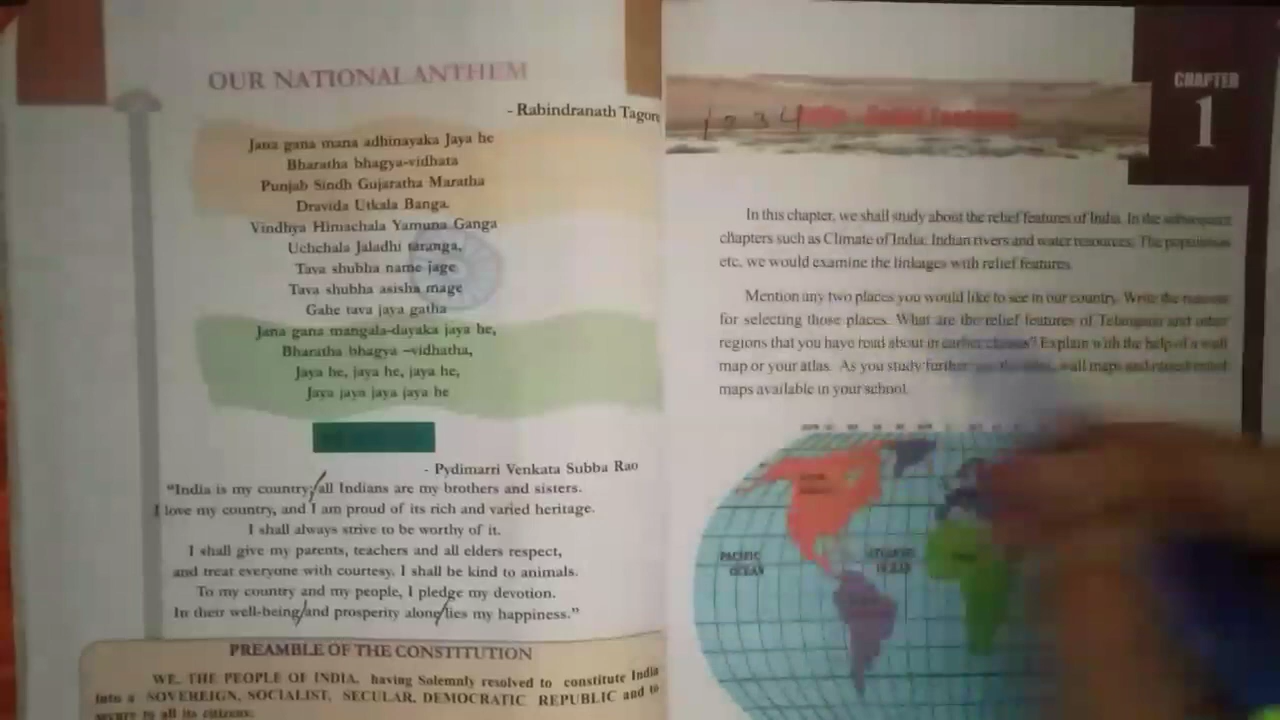 OUR NATIONAL ANTHEM
- Rabindranath Tagore
Jana gana mana adhinayaka Jaya he
Bharatha bhagya-vidhata
Punjab Sindh Gujaratha Maratha
Dravida Utkala Banga.
Vindhya Himachala Yamuna Ganga
Uchchala Jaladhi taranga,
Tava shubha name jage
Tava shubha asisha mage
Gahe tava jaya gatha
Jana gana mangala-dayaka jaya he,
Bharatha bhagya –vidhatha,
Jaya he, jaya he, jaya he,
Jaya jaya jaya jaya he
- Pydimarri Venkata Subba Rao
"India is my country; all Indians are my brothers and sisters.
I love my country, and I am proud of its rich and varied heritage.
I shall always strive to be worthy of it.
I shall give my parents, teachers and all elders respect,
and treat everyone with courtesy. I shall be kind to animals.
To my country and my people, I pledge my devotion.
In their well-being and prosperity alone lies my happiness."
PREAMBLE OF THE CONSTITUTION
WE, THE PEOPLE OF INDIA, having Solemnly resolved to constitute India
into a SOVEREIGN, SOCIALIST, SECULAR, DEMOCRATIC REPUBLIC and to
secure to all its citizens:
CHAPTER
1
1 2 3 4
In this chapter, we shall study about the relief features of India. In the subsequent
chapters such as Climate of India, Indian rivers and water resources, The population
etc, we would examine the linkages with relief features.
Mention any two places you would like to see in our country. Write the reasons
for selecting those places. What are the relief features of Telangana and other
regions that you have read about in earlier classes? Explain with the help of a wall
map or your atlas. As you study further wall maps and raised relief
maps available in your school.
PACIFIC
OCEAN
ATLANTIC
OCEAN